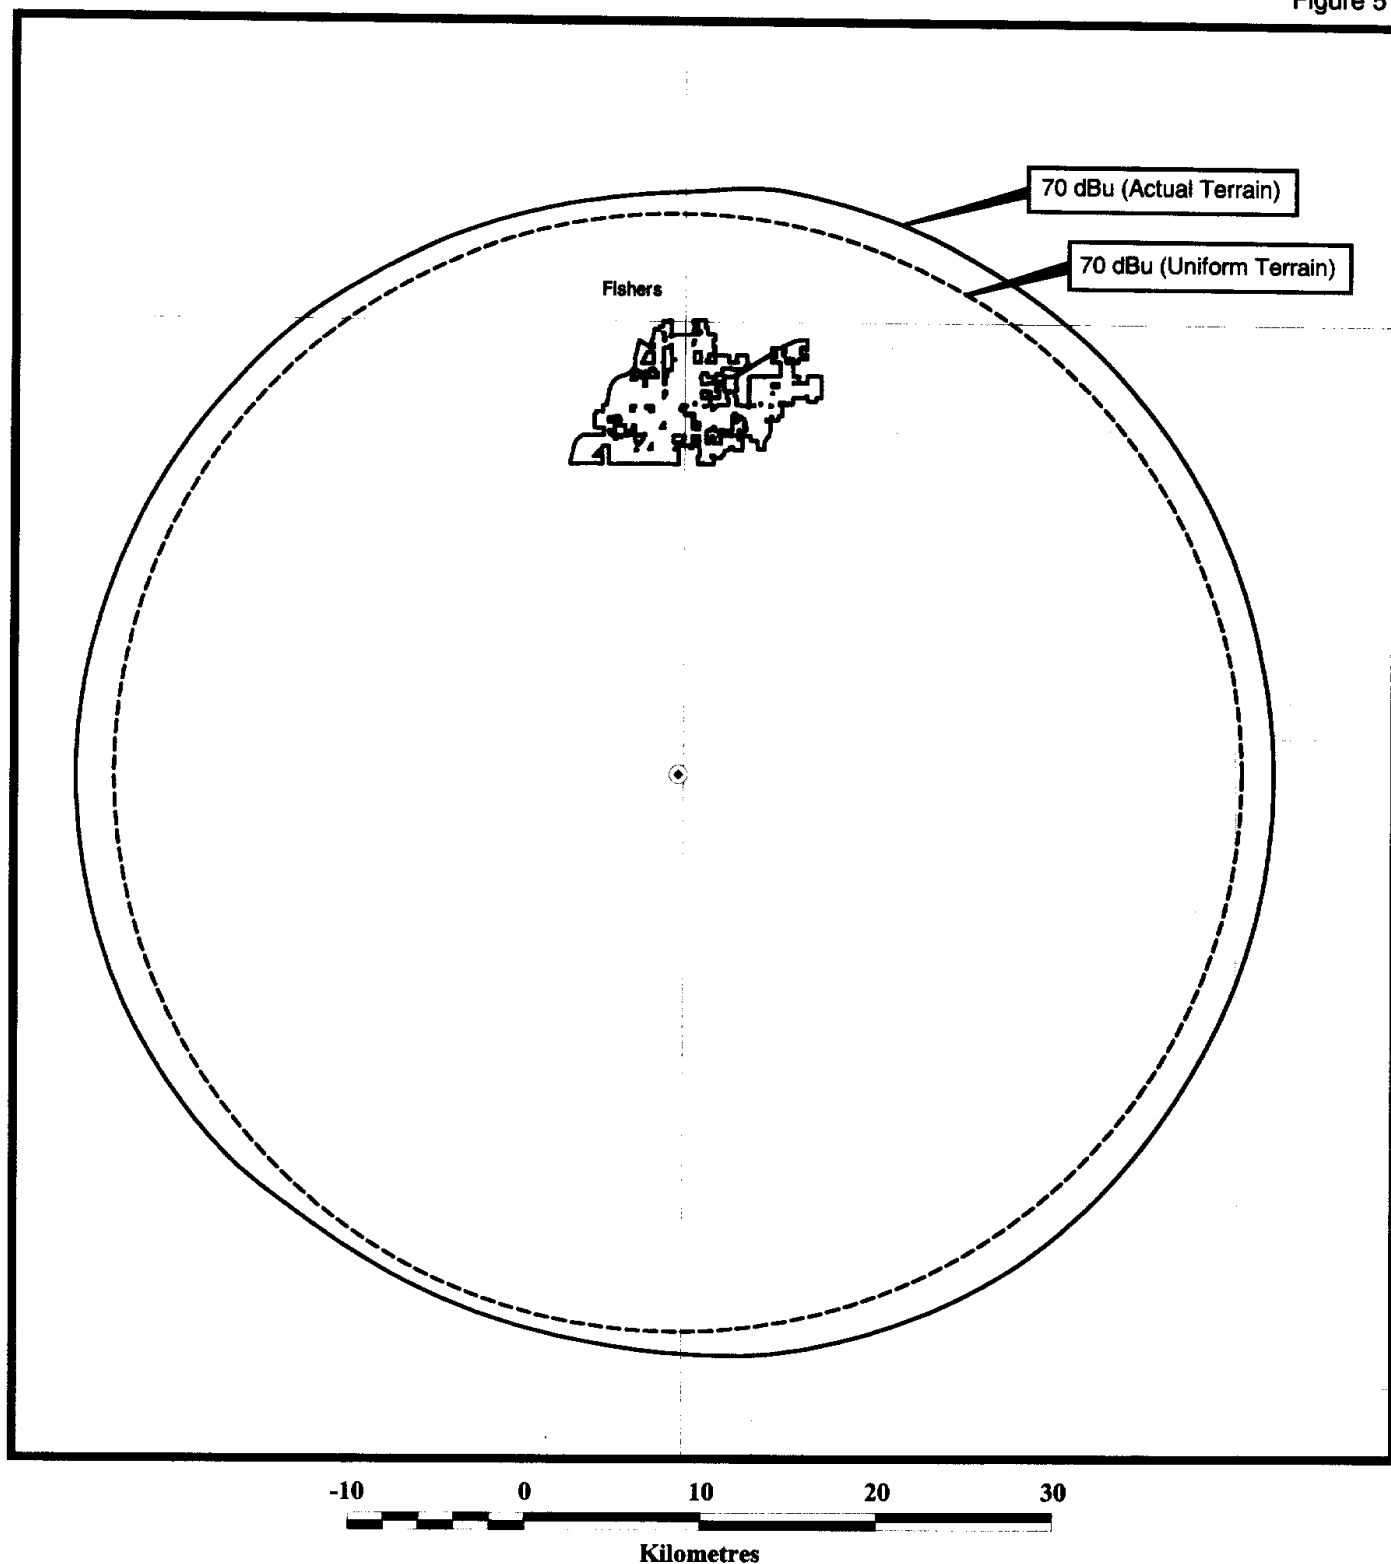 Figure 5
70 dBu (Actual Terrain)
70 dBu (Uniform Terrain)
Fishers
-10 0 10 20 30
Kilometres